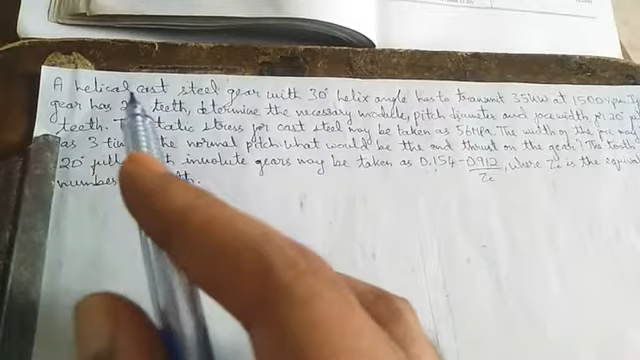 A helical cast steel gear with 30° helix angle has to transmit 35kW at 1500 rpm. If
gear has teeth, determine the necessary module, pitch diameter and face width for 20°
teeth. static stress for cast steel may be taken as 56MPa. The width of the face may
as 3 the normal pitch. What would be the end thrust on the gear? The tooth
20° involute gears may be taken as 0.154 - 0.912/Ze, where Ze is the
number